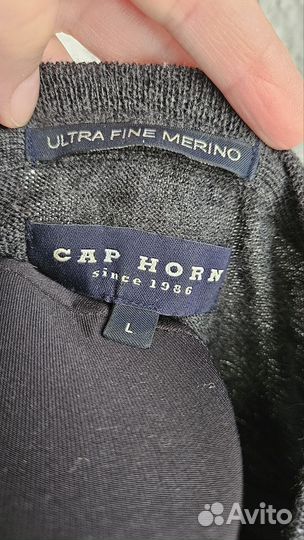 ULTRA FINE MERINO
CAP HORN
since 1986
L
Avito